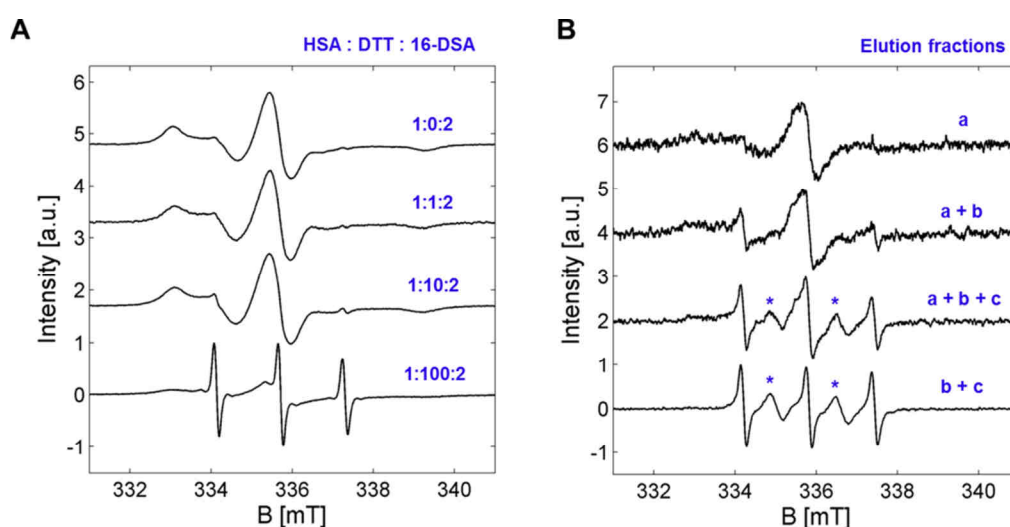 A
HSA : DTT : 16-DSA
6
5
4
3
2
1
0
-1
Intensity [a.u.]
1:0:2
1:1:2
1:10:2
1:100:2
332
334
336
338
340
B [mT]
B
Elution fractions
7
6
5
4
3
2
1
0
-1
Intensity [a.u.]
a
a + b
* * a + b + c
* * b + c
332
334
336
338
340
B [mT]